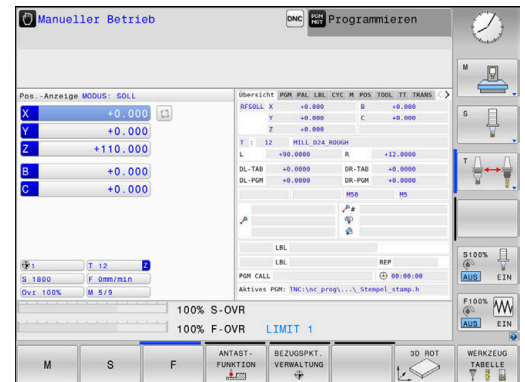 Manueller Betrieb
DNC
PGM
MGT
Programmieren
Pos.-Anzeige MODUS: SOLL
X +0.000
Y +0.000
Z +110.000
B +0.000
C +0.000
1
T 12 Z
S 1800 F 0mm/min
Ovr 100% M 5/9
Übersicht PGM PAL LBL CYC M POS TOOL TT TRANS
RFSOLL X +0.000 B +0.000
Y +0.000 C +0.000
Z +0.000
T : 12 MILL_D24_ROUGH
L +90.0000 R +12.0000
DL-TAB +0.0000 DR-TAB +0.0000
DL-PGM +0.0000 DR-PGM +0.0000
M50 M5
P#
LBL
LBL REP
PGM CALL 00:00:00
Aktives PGM: TNC:\nc_prog\...\_Stempel_stamp.h
100% S-OVR
100% F-OVR LIMIT 1
M
S
T
S100%
AUS EIN
F100%
AUS EIN
M
S
F
ANTAST-
FUNKTION
BEZUGSPKT.
VERWALTUNG
3D ROT
WERKZEUG
TABELLE